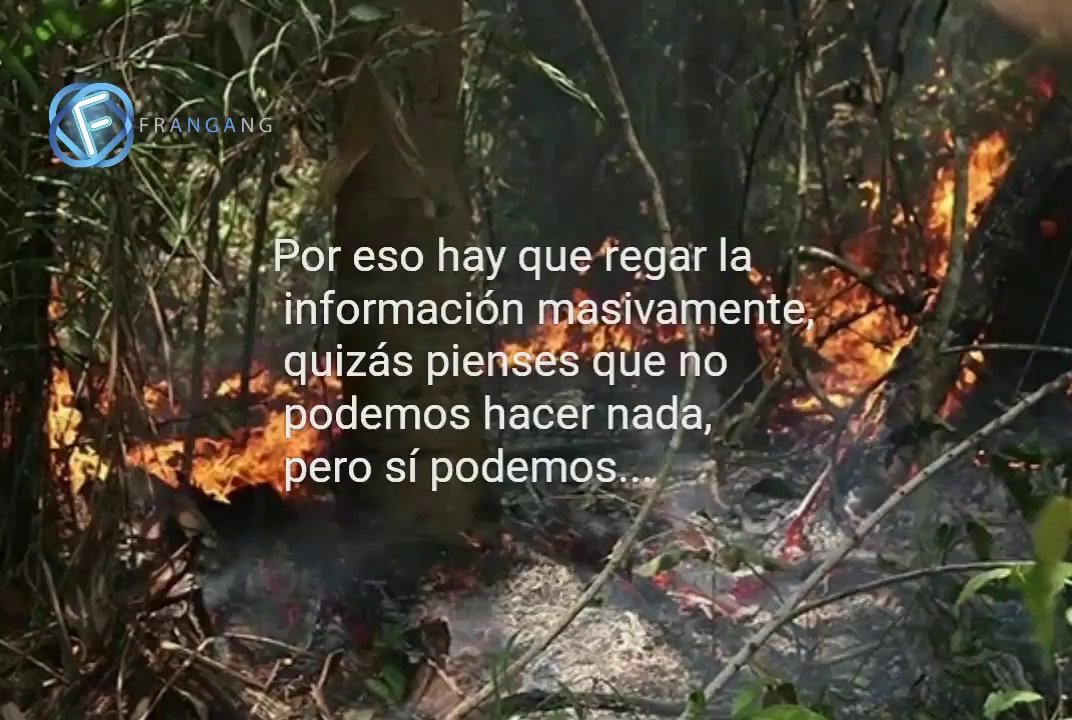 FRANGANG
Por eso hay que regar la
información masivamente,
quizás pienses que no
podemos hacer nada,
pero sí podemos...